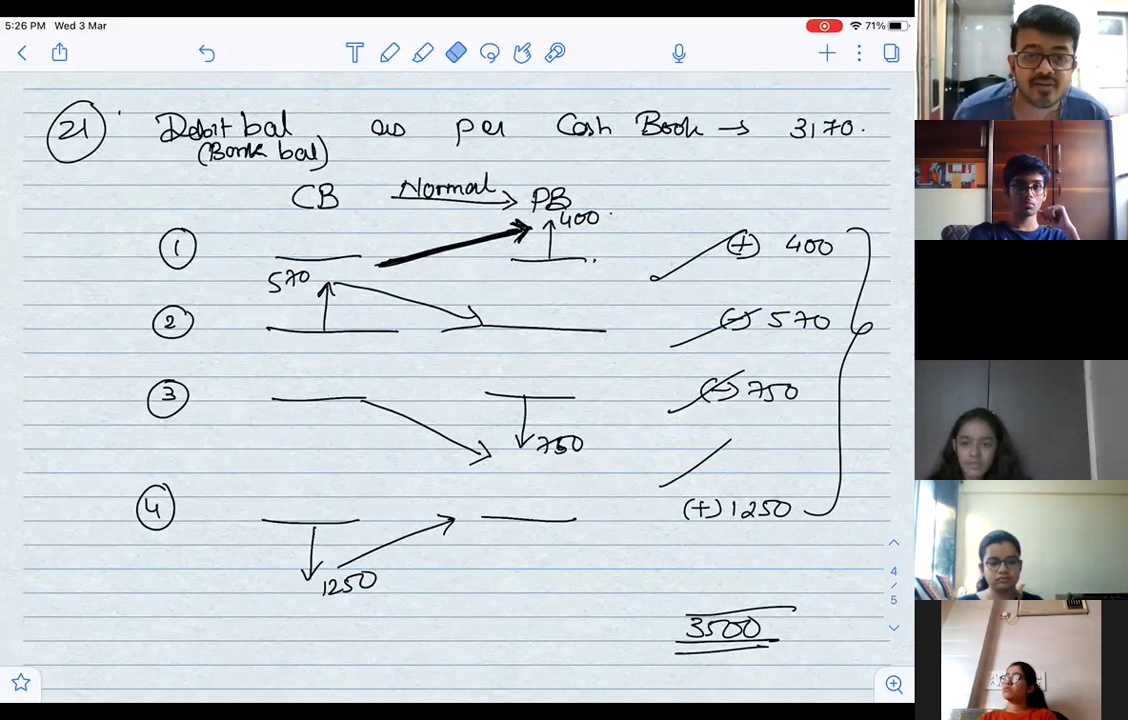 5:26 PM Wed 3 Mar
71%
T
21
Debit bal as per Cash Book → 3170.
(Bank bal)
CB Normal PB
400
1 (+) 400
570
2 (-) 570
3 (-) 750
750
4 (+) 1250
1250
3500
4
/
5